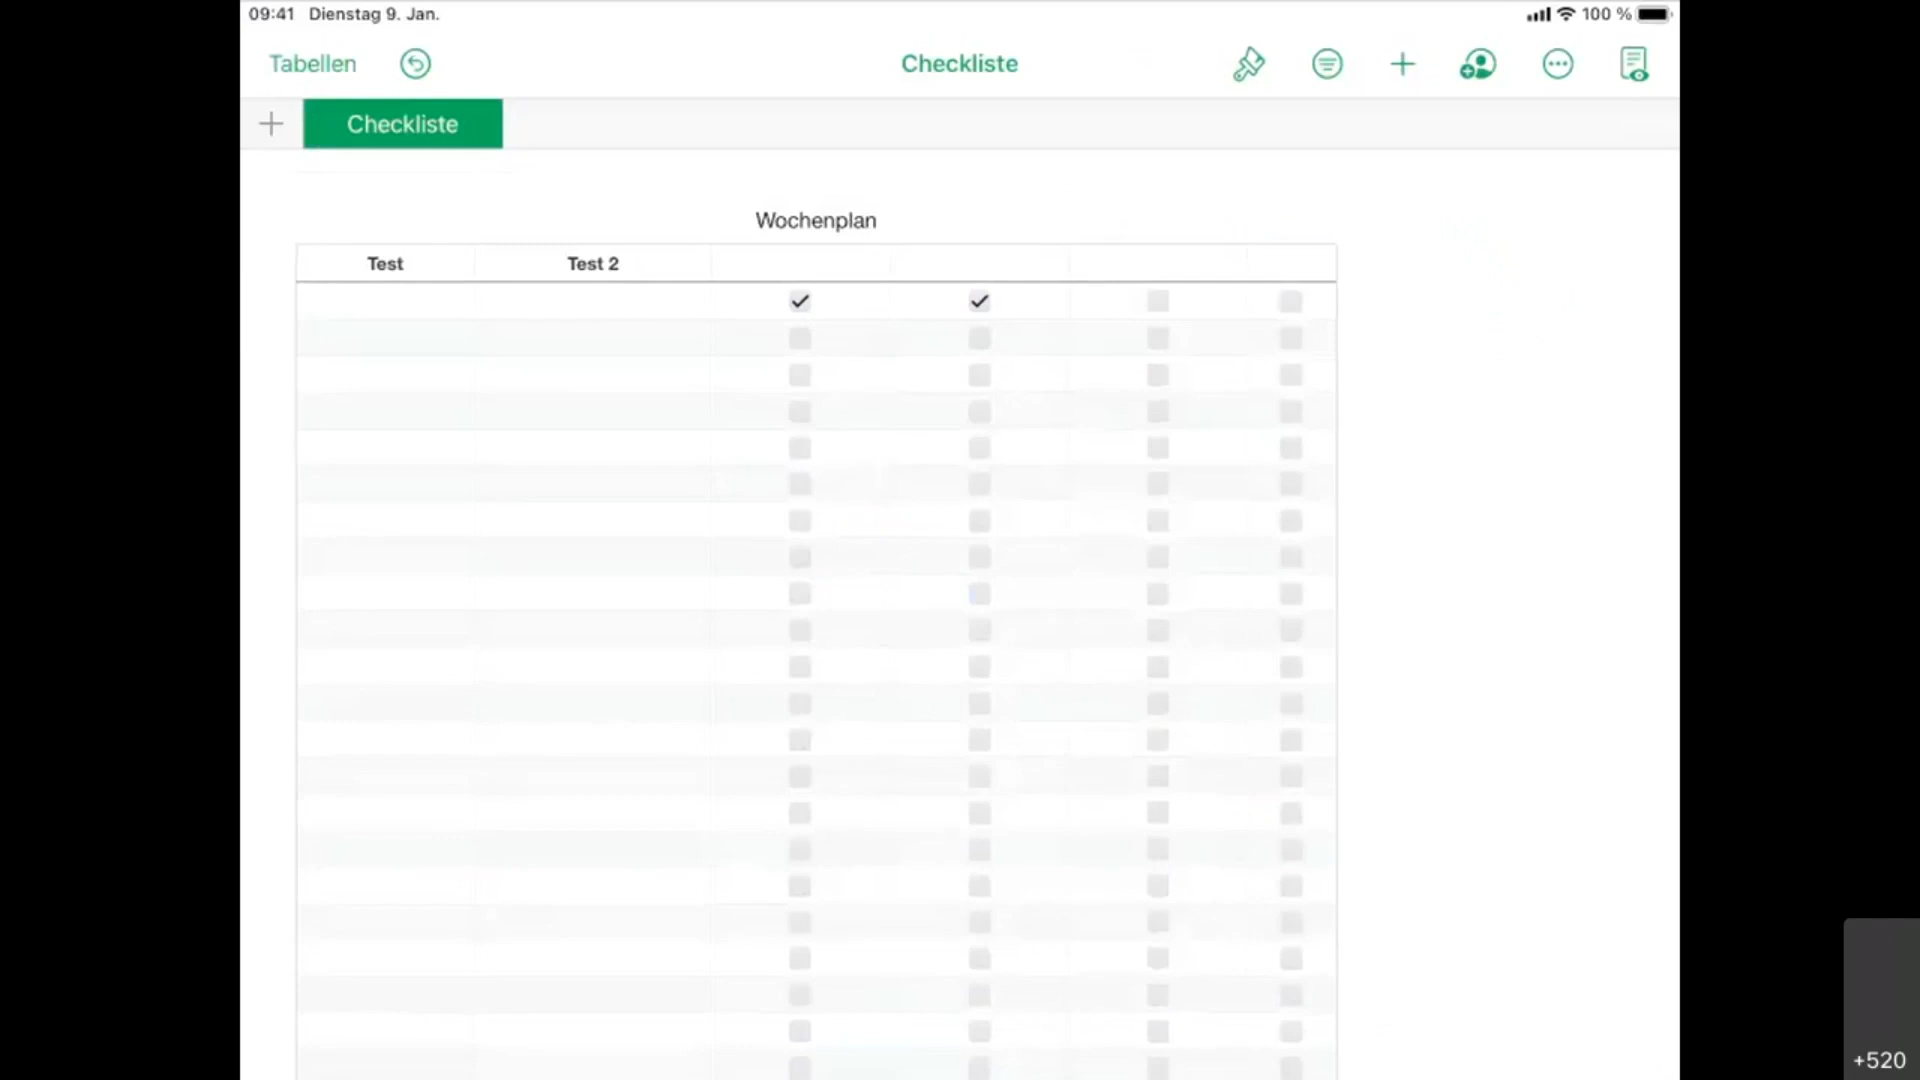 09:41 Dienstag 9. Jan. 100 %
Tabellen Checkliste
Checkliste
Wochenplan
Test Test 2
+520